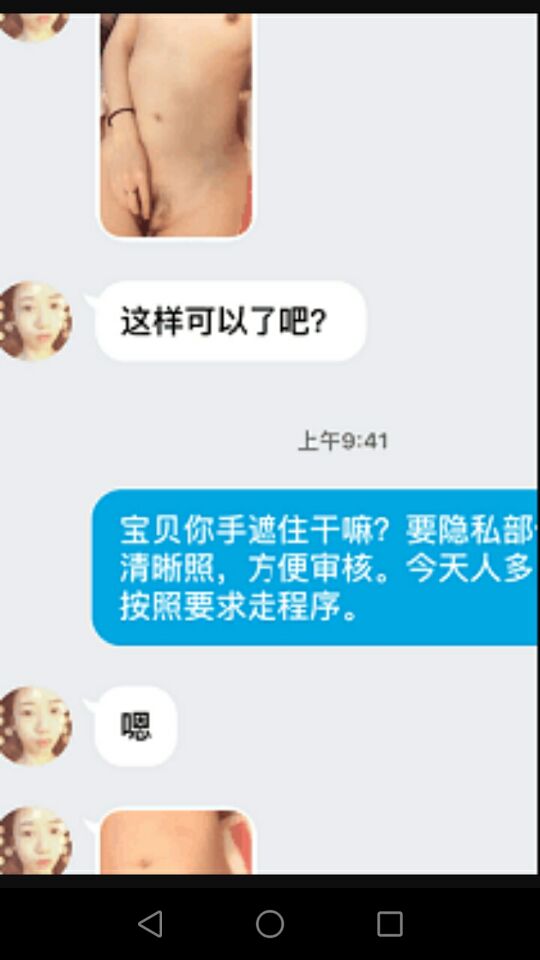 这样可以了吧?
上午9:41
宝贝你手遮住干嘛? 要隐私部
清晰照, 方便审核。今天人多
按照要求走程序。
嗯